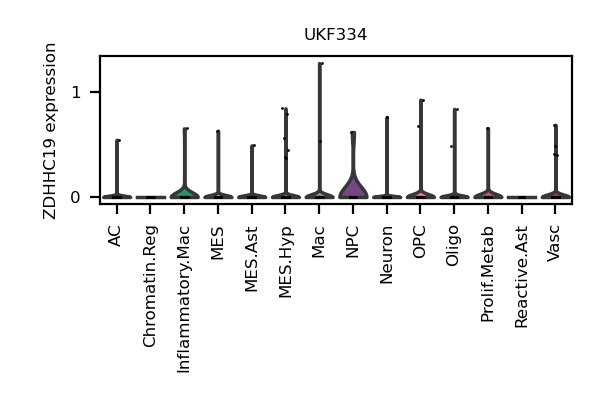 UKF334
ZDHHC19 expression
1
0
AC
Chromatin.Reg
Inflammatory.Mac
MES
MES.Ast
MES.Hyp
Mac
NPC
Neuron
OPC
Oligo
Prolif.Metab
Reactive.Ast
Vasc